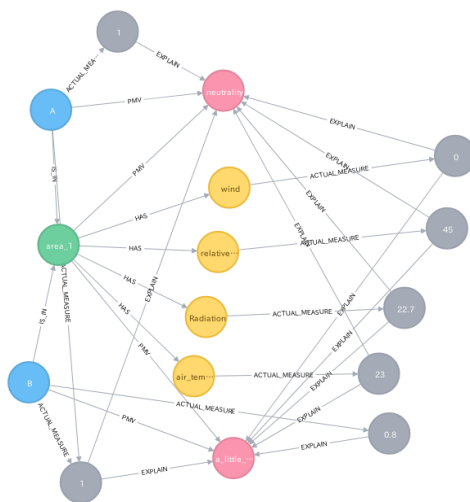 1
ACTUAL_MEA…
EXPLAIN
A
PMV
neutrality
EXPLAIN
0
IS_IN
PMV
wind
ACTUAL_MEASURE
EXPLAIN
HAS
45
area_1
HAS
relative…
ACTUAL_MEASURE
EXPLAIN
ACTUAL_MEASURE
HAS
EXPLAIN
EXPLAIN
IS_IN
HAS
Radiation
ACTUAL_MEASURE
22.7
PMV
EXPLAIN
EXPLAIN
air_tem…
ACTUAL_MEASURE
23
B
EXPLAIN
ACTUAL_MEASURE
ACTUAL_MEASURE
PMV
EXPLAIN
0.8
EXPLAIN
a_little_…
EXPLAIN
1